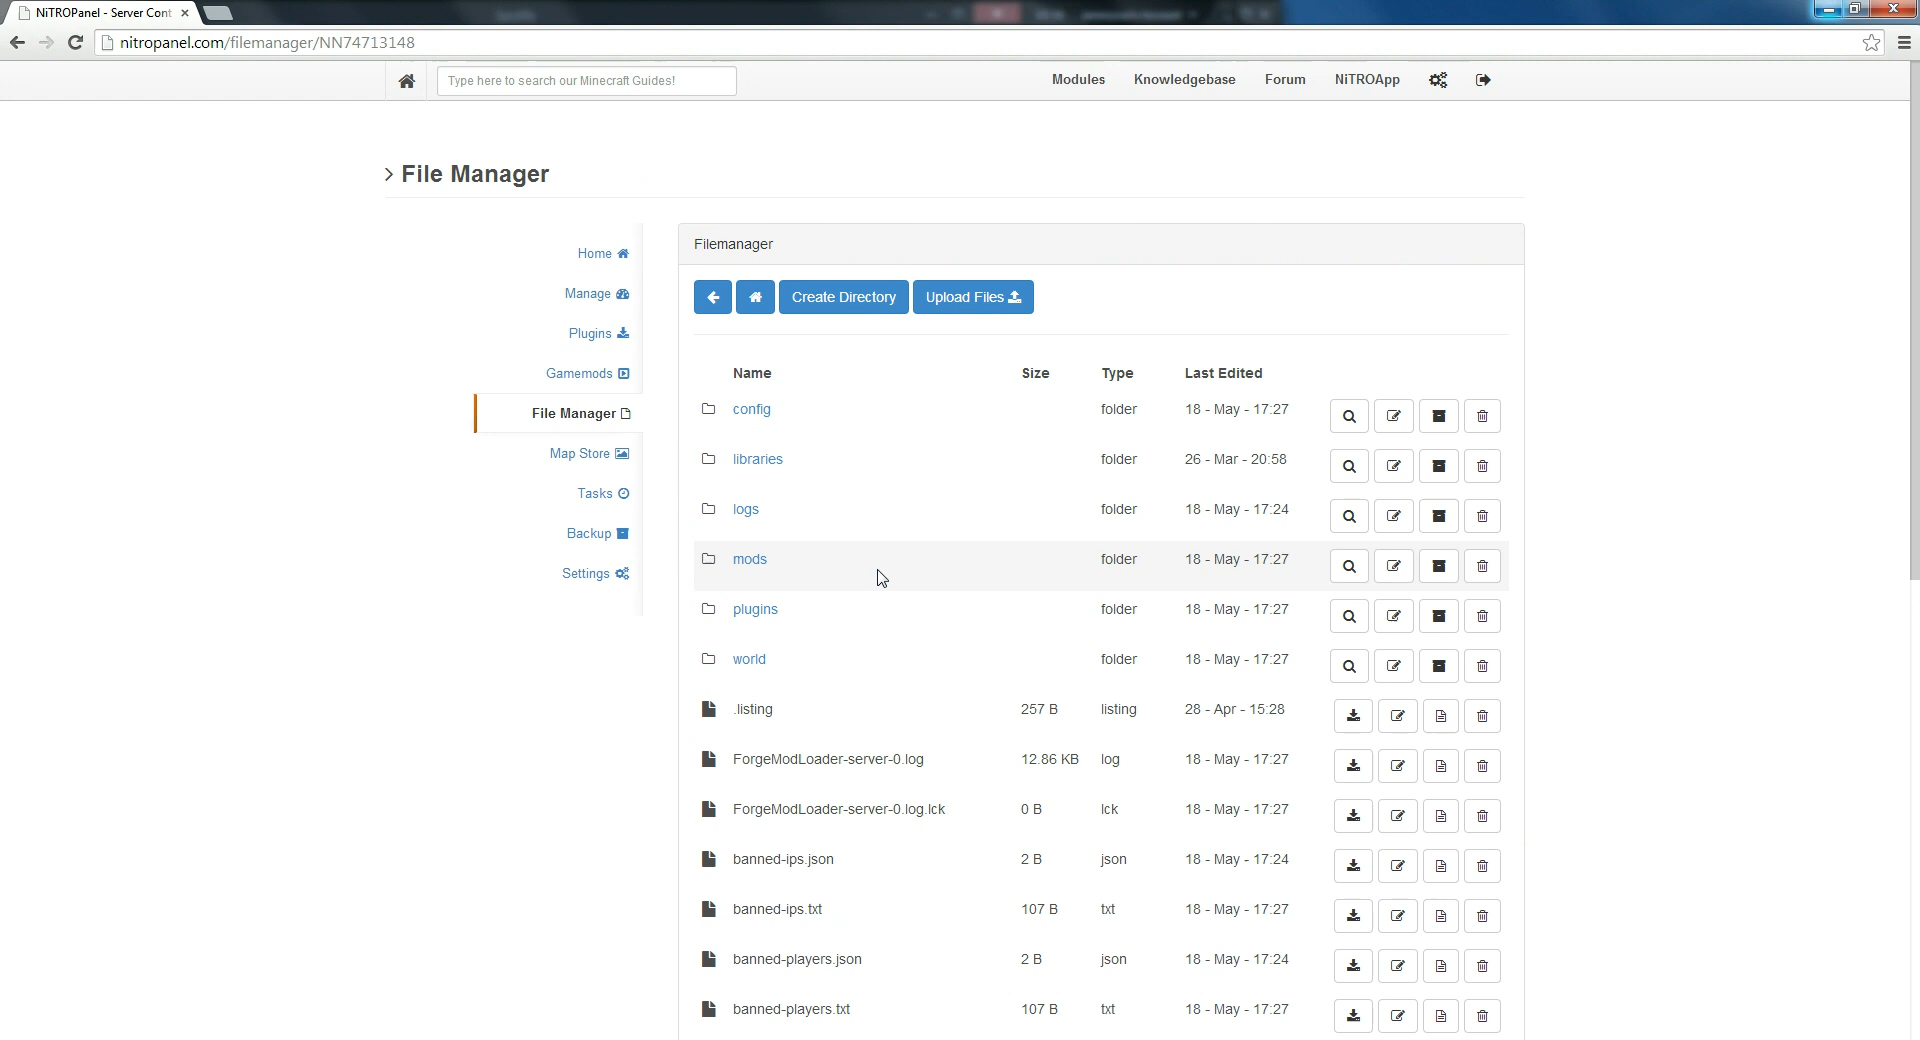 NiTROPanel - Server Cont
nitropanel.com/filemanager/NN74713148
Type here to search our Minecraft Guides!
Modules Knowledgebase Forum NiTROApp
> File Manager
Home
Manage
Plugins
Gamemods
File Manager
Map Store
Tasks
Backup
Settings
Filemanager
Create Directory Upload Files
Name Size Type Last Edited
config folder 18 - May - 17:27
libraries folder 26 - Mar - 20:58
logs folder 18 - May - 17:24
mods folder 18 - May - 17:27
plugins folder 18 - May - 17:27
world folder 18 - May - 17:27
.listing 257 B listing 28 - Apr - 15:28
ForgeModLoader-server-0.log 12.86 KB log 18 - May - 17:27
ForgeModLoader-server-0.log.lck 0 B lck 18 - May - 17:27
banned-ips.json 2 B json 18 - May - 17:24
banned-ips.txt 107 B txt 18 - May - 17:27
banned-players.json 2 B json 18 - May - 17:24
banned-players.txt 107 B txt 18 - May - 17:27